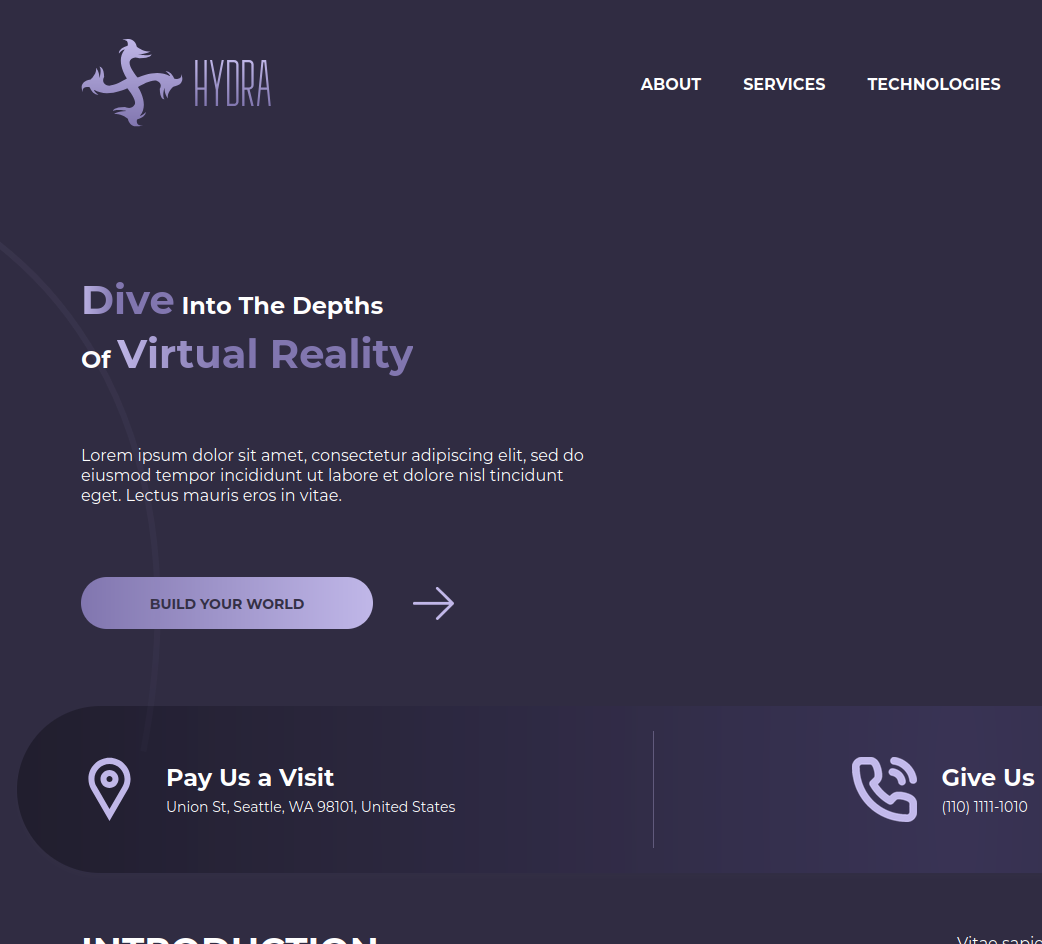 HYDRA
ABOUT SERVICES TECHNOLOGIES
Dive Into The Depths
Of Virtual Reality
Lorem ipsum dolor sit amet, consectetur adipiscing elit, sed do
eiusmod tempor incididunt ut labore et dolore nisl tincidunt
eget. Lectus mauris eros in vitae.
BUILD YOUR WORLD
Pay Us a Visit
Union St, Seattle, WA 98101, United States
Give Us
(110) 1111-1010
INTRODUCTION
Vitae sapie